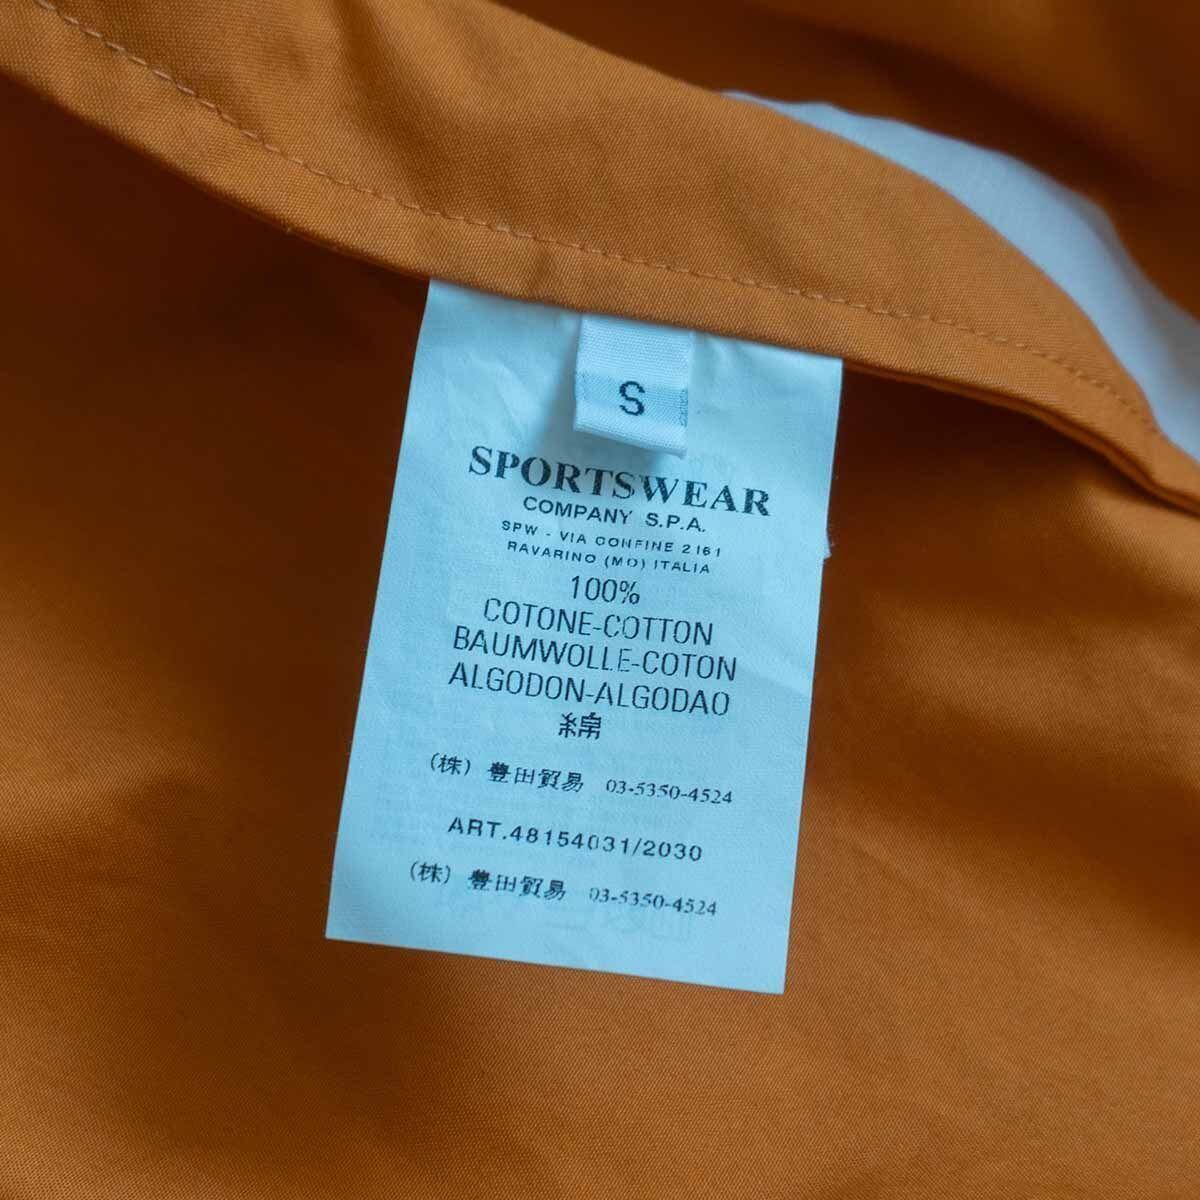 S
SPORTSWEAR
COMPANY S.P.A.
SPW - VIA CONFINE 2161
RAVARINO (MO) ITALIA
100%
COTONE-COTTON
BAUMWOLLE-COTON
ALGODON-ALGODAO
綿
(株) 豊田貿易 03-5350-4524
ART.48154031/2030
(株) 豊田貿易 03-5350-4524